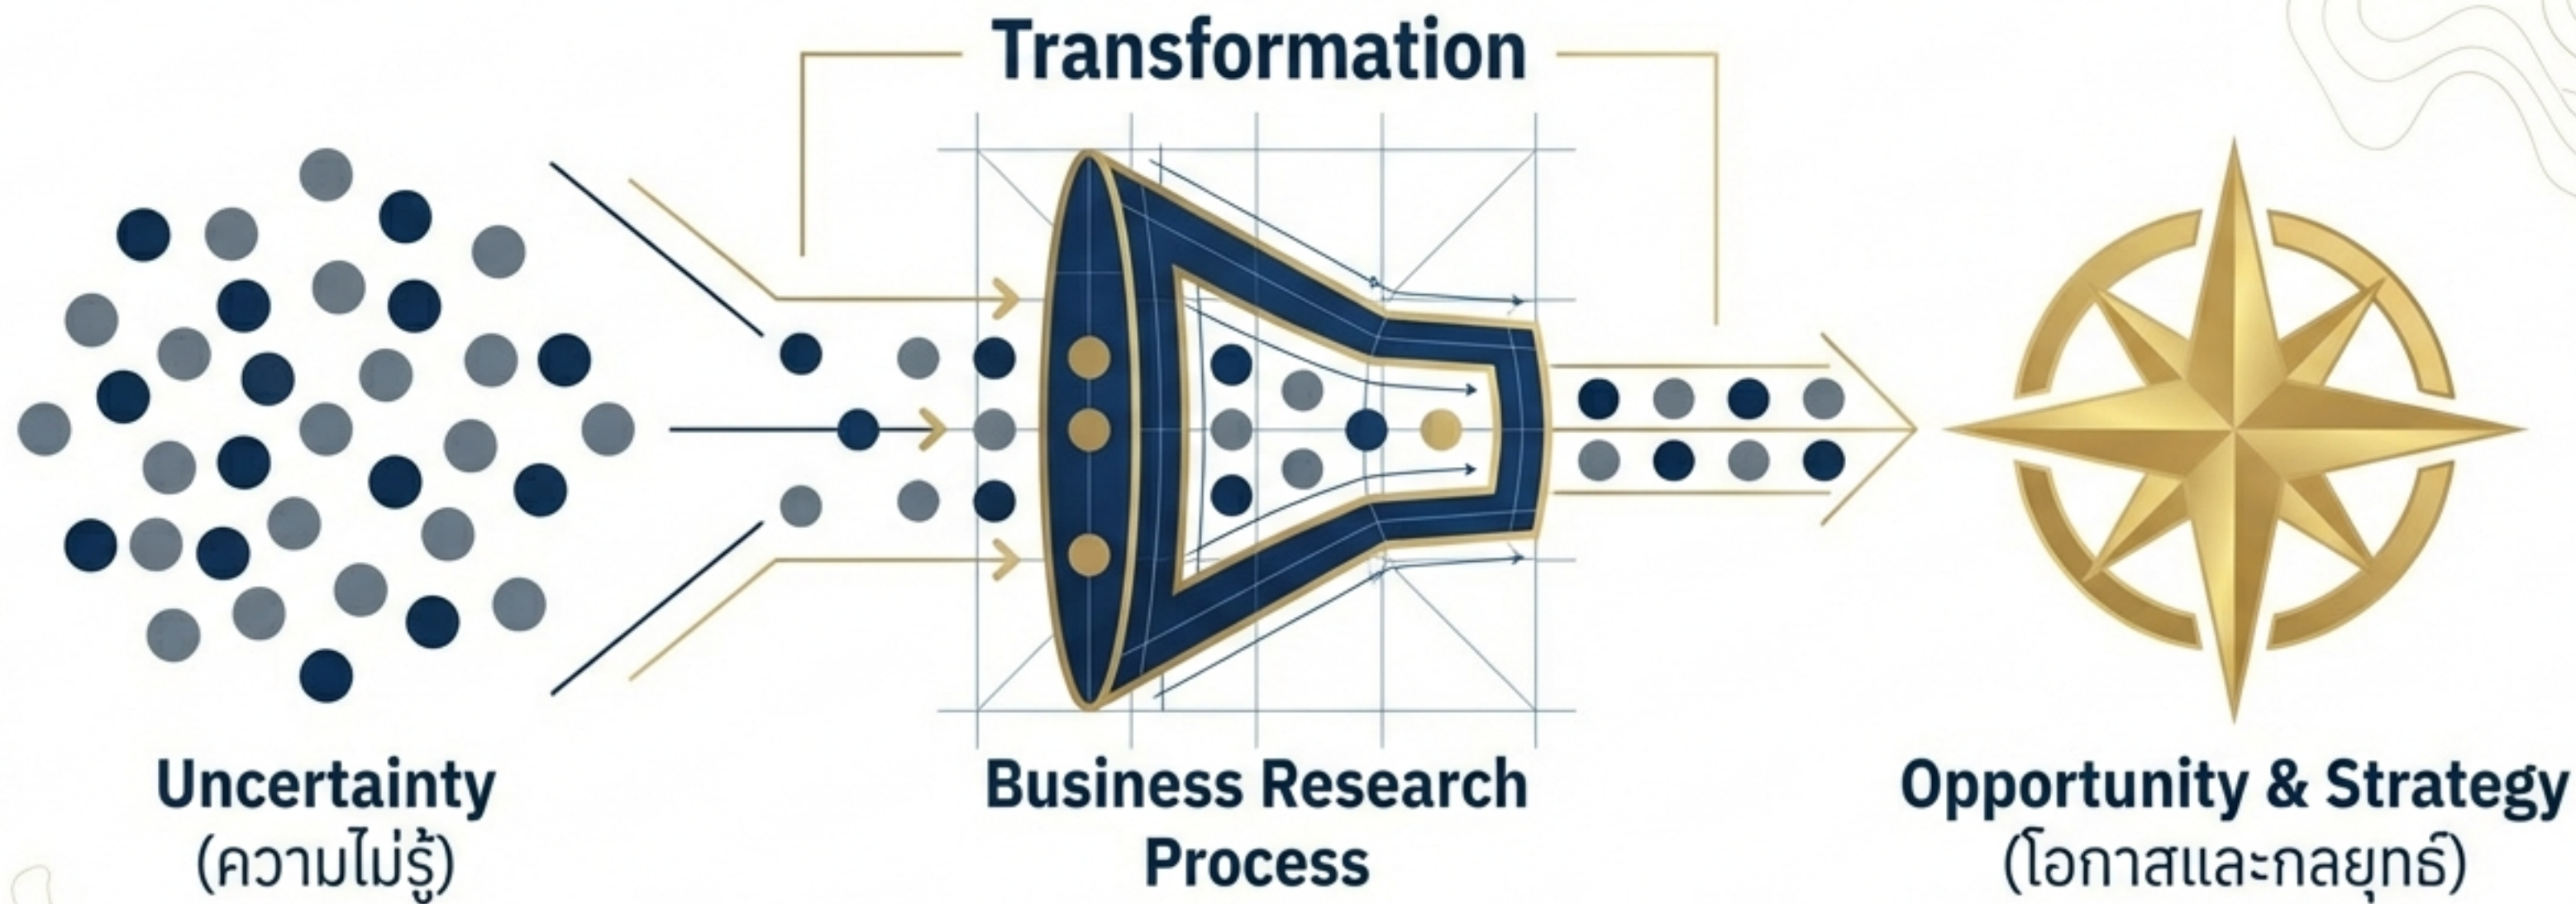 Transformation
Uncertainty
(ความไม่รู้)
Business Research
Process
Opportunity & Strategy
(โอกาสและกลยุทธ์)